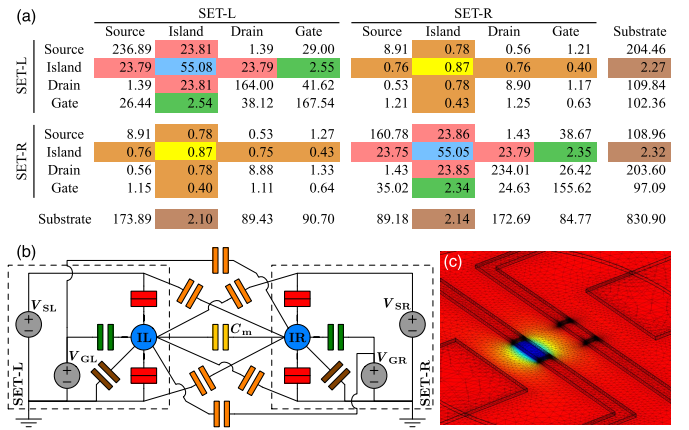 (a) SET-L SET-R
Source Island Drain Gate Source Island Drain Gate Substrate
SET-L
Source 236.89 23.81 1.39 29.00 8.91 0.78 0.56 1.21 204.46
Island 23.79 55.08 23.79 2.55 0.76 0.87 0.76 0.40 2.27
Drain 1.39 23.81 164.00 41.62 0.53 0.78 8.90 1.17 109.84
Gate 26.44 2.54 38.12 167.54 1.21 0.43 1.25 0.63 102.36
SET-R
Source 8.91 0.78 0.53 1.27 160.78 23.86 1.43 38.67 108.96
Island 0.76 0.87 0.75 0.43 23.75 55.05 23.79 2.35 2.32
Drain 0.56 0.78 8.88 1.33 1.43 23.85 234.01 26.42 203.60
Gate 1.15 0.40 1.11 0.64 35.02 2.34 24.63 155.62 97.09
Substrate 173.89 2.10 89.43 90.70 89.18 2.14 172.69 84.77 830.90
(b)
V_SL
V_GL
IL
C_m
IR
V_SR
V_GR
SET-L
SET-R
(c)